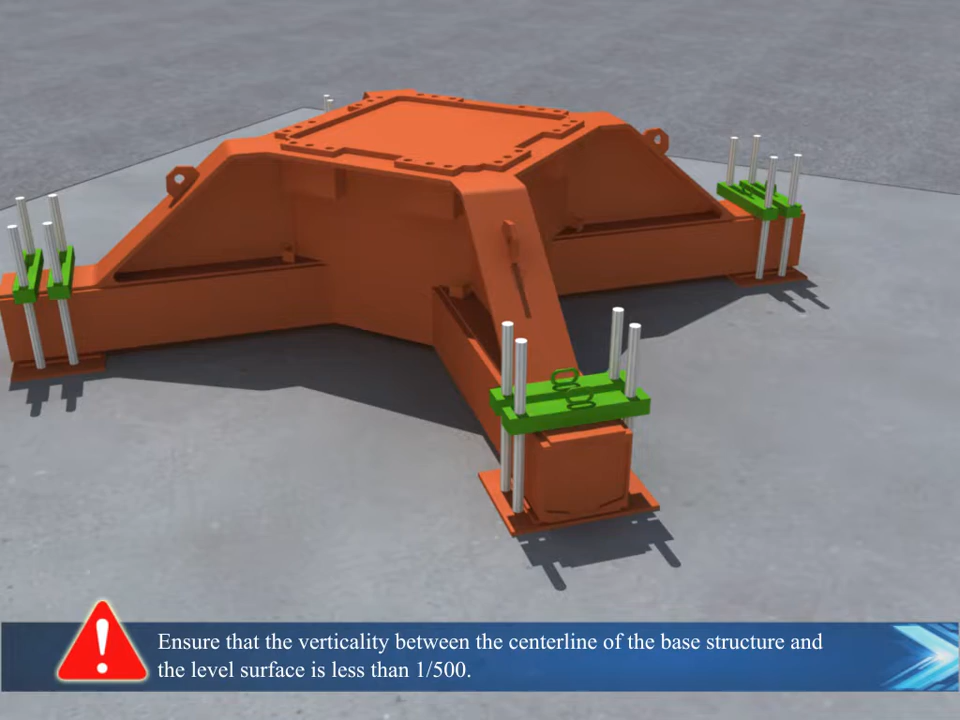 Ensure that the verticality between the centerline of the base structure and
the level surface is less than 1/500.